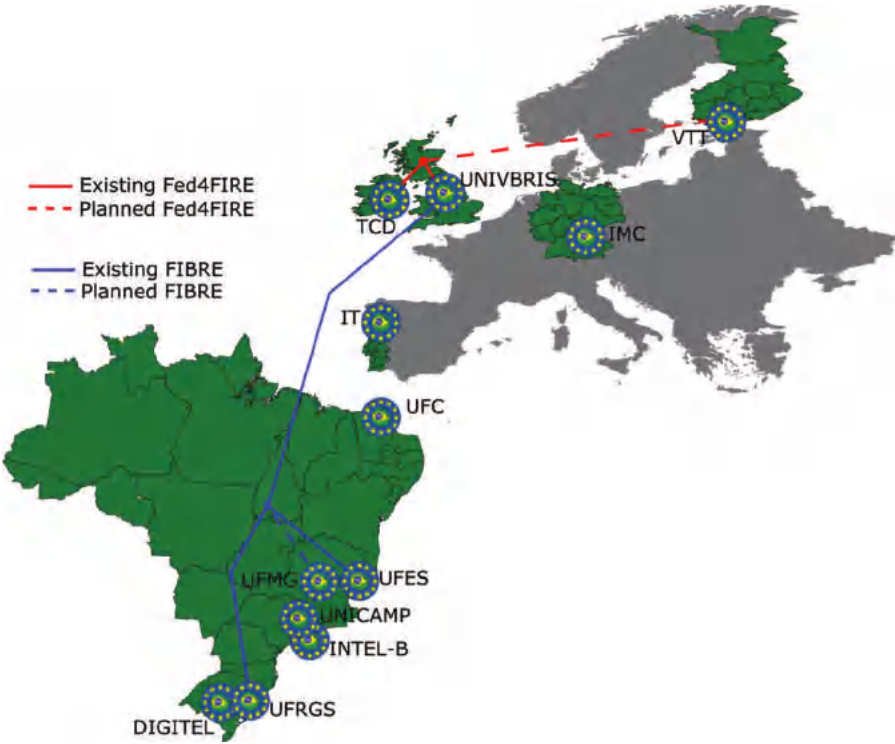 VTT
Existing Fed4FIRE
UNIVBRIS
Planned Fed4FIRE
TCD
IMC
Existing FIBRE
Planned FIBRE
IT
UFC
UFMG
UFES
UNICAMP
INTEL-B
DIGITEL
UFRGS